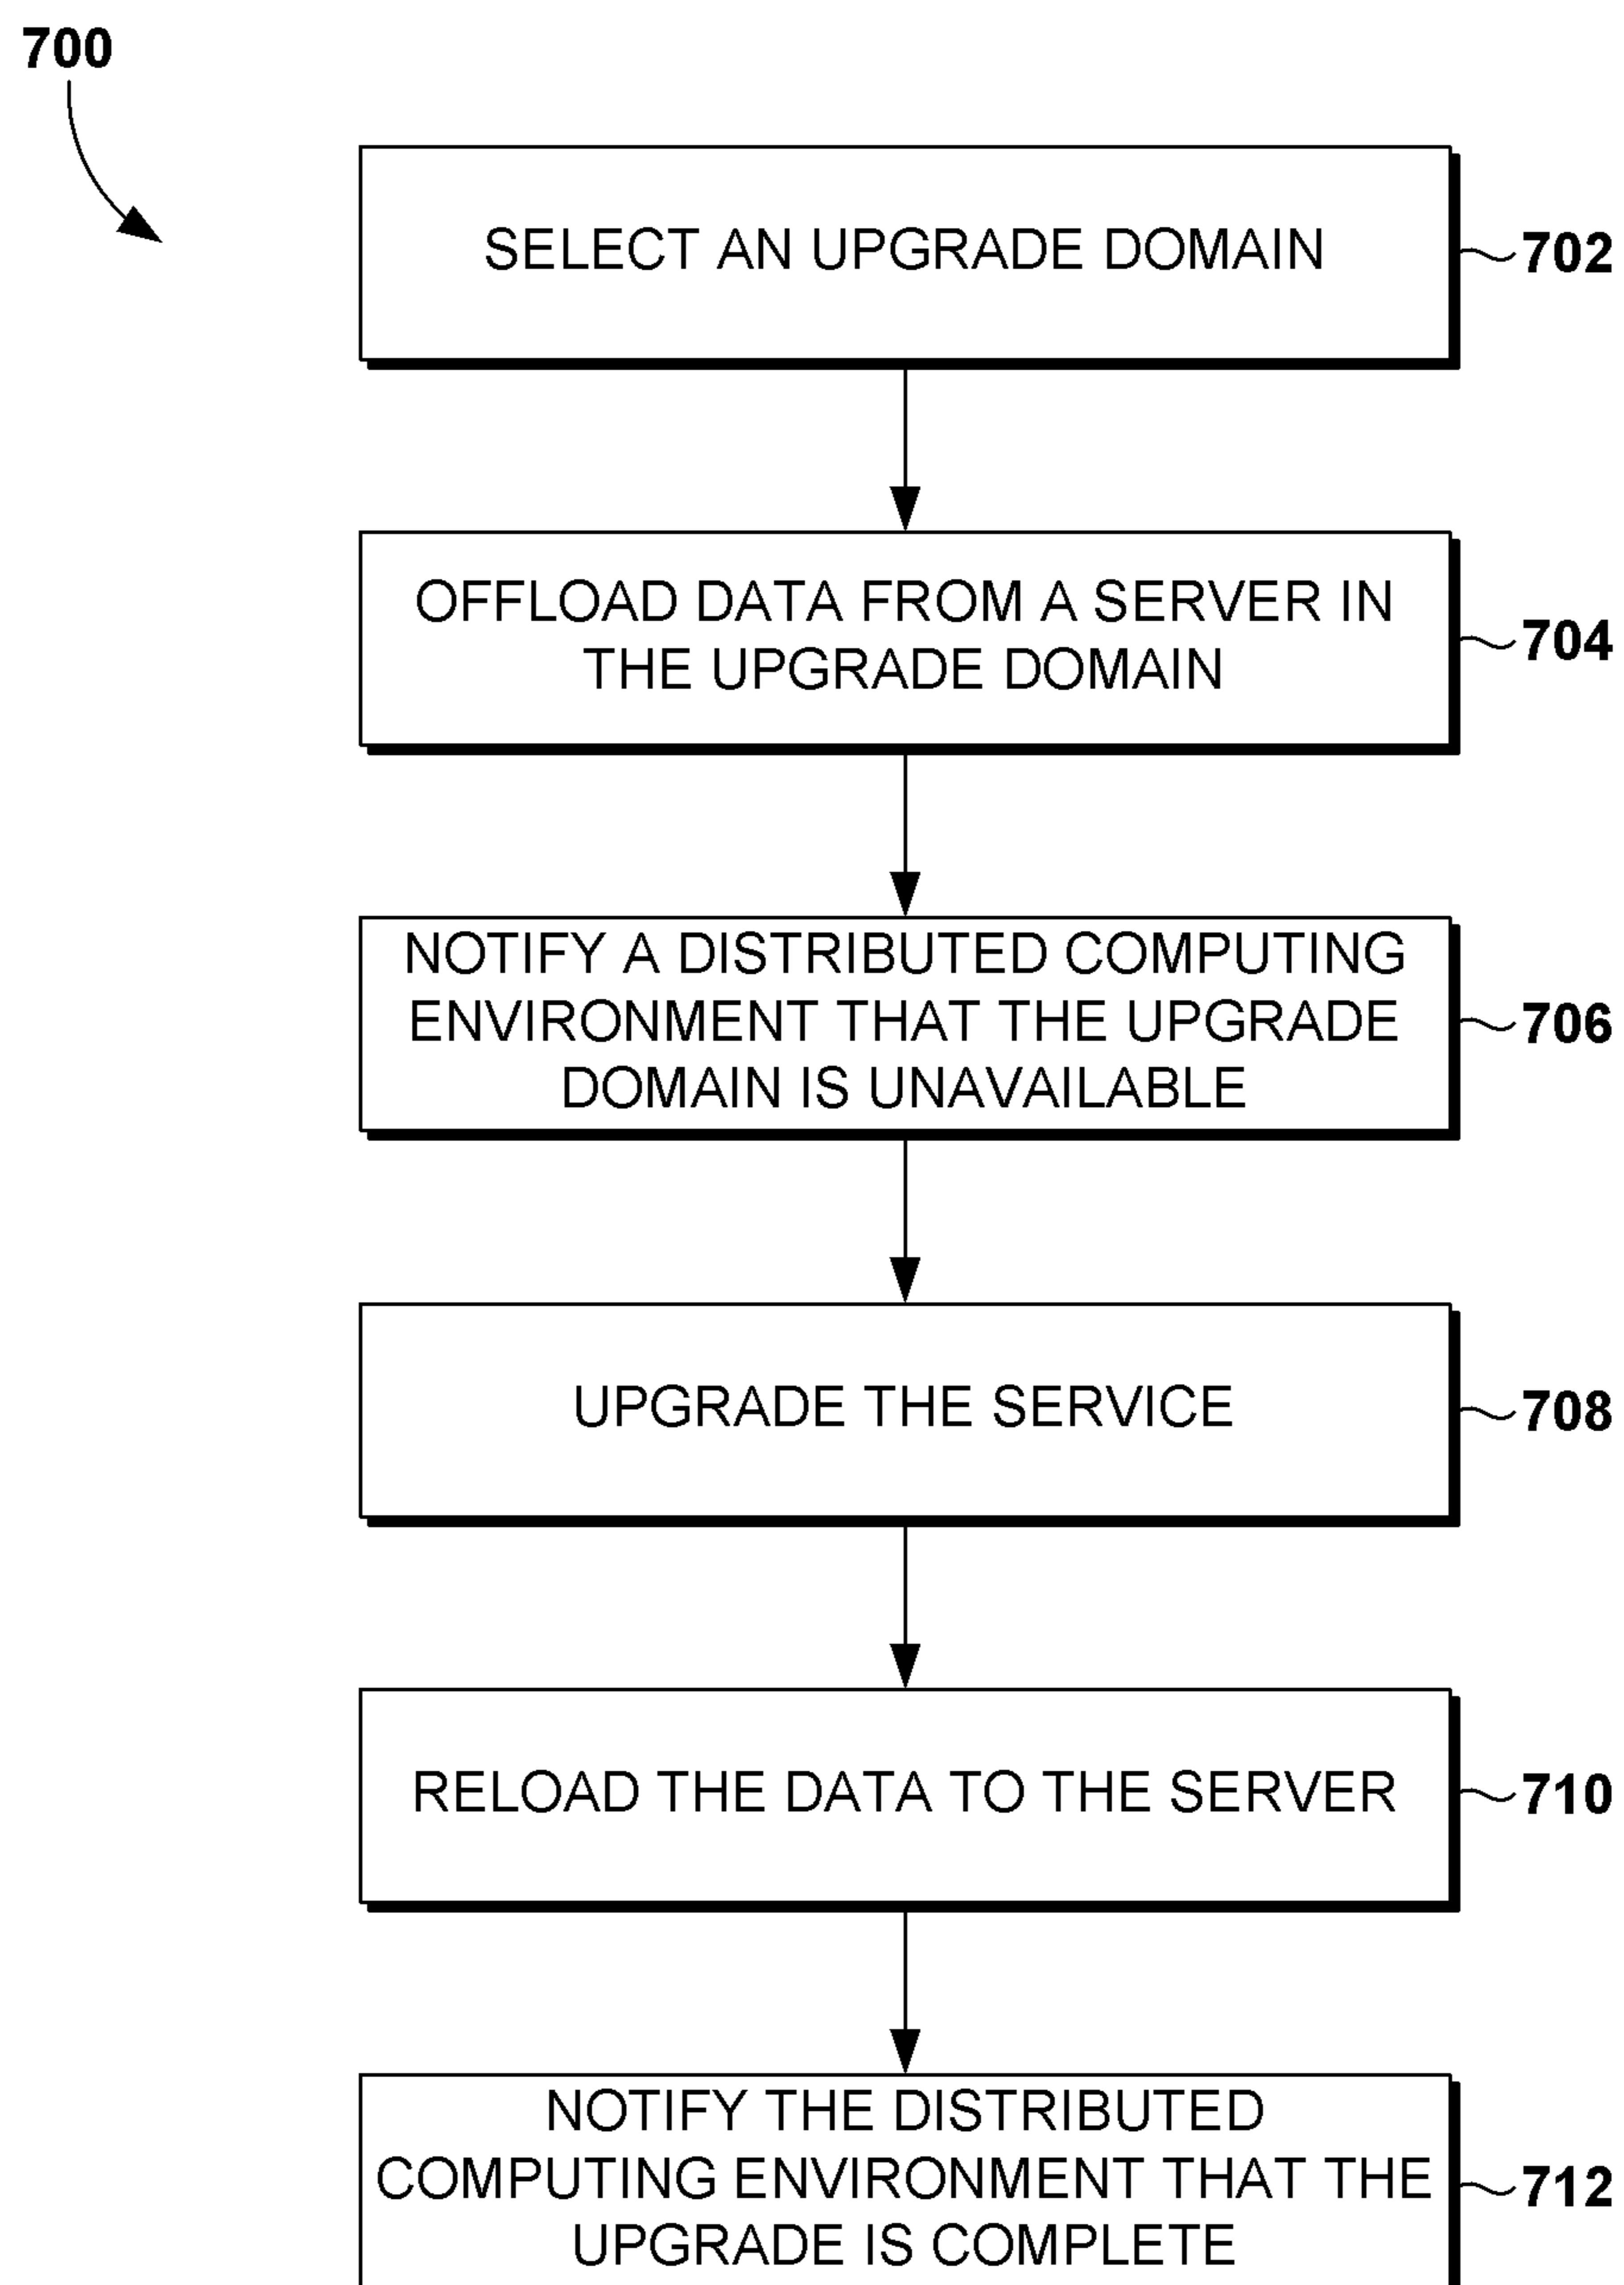 700
SELECT AN UPGRADE DOMAIN
702
OFFLOAD DATA FROM A SERVER IN
THE UPGRADE DOMAIN
704
NOTIFY A DISTRIBUTED COMPUTING
ENVIRONMENT THAT THE UPGRADE
DOMAIN IS UNAVAILABLE
706
UPGRADE THE SERVICE
708
RELOAD THE DATA TO THE SERVER
710
NOTIFY THE DISTRIBUTED
COMPUTING ENVIRONMENT THAT THE
UPGRADE IS COMPLETE
712